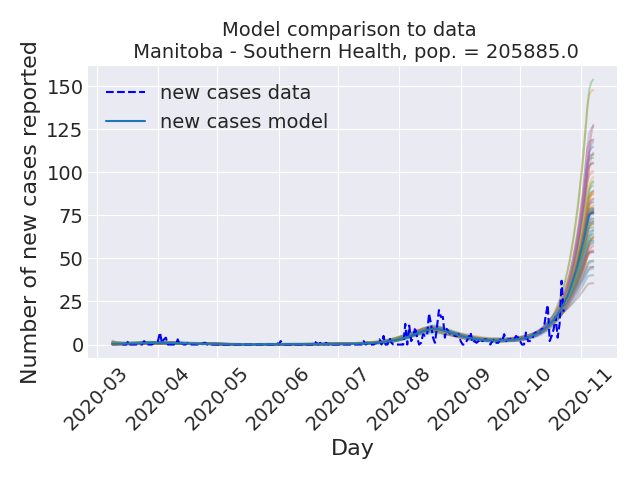 Model comparison to data
Manitoba - Southern Health, pop. = 205885.0
Number of new cases reported
150
125
100
75
50
25
0
new cases data
new cases model
2020-03
2020-04
2020-05
2020-06
2020-07
2020-08
2020-09
2020-10
2020-11
Day